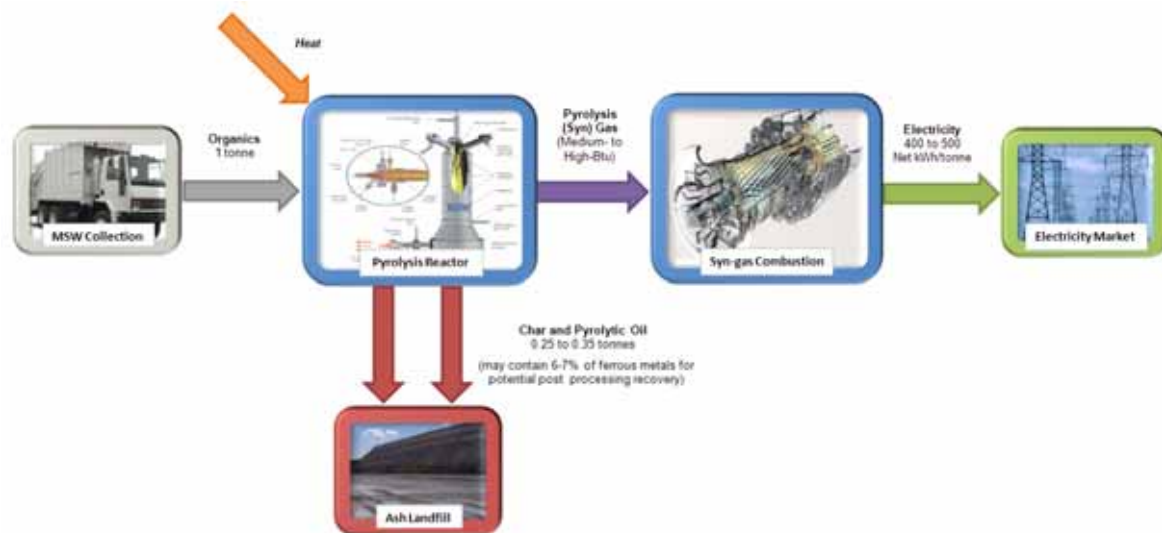 Heat
Organics
1 tonne
MSW Collection
Pyrolysis Reactor
Pyrolysis
(Syn) Gas
(Medium- to
High-Btu)
Syn-gas Combustion
Electricity
400 to 500
Net kWh/tonne
Electricity Market
Char and Pyrolytic Oil
0.25 to 0.35 tonnes
(may contain 6-7% of ferrous metals for
potential post processing recovery)
Ash Landfill